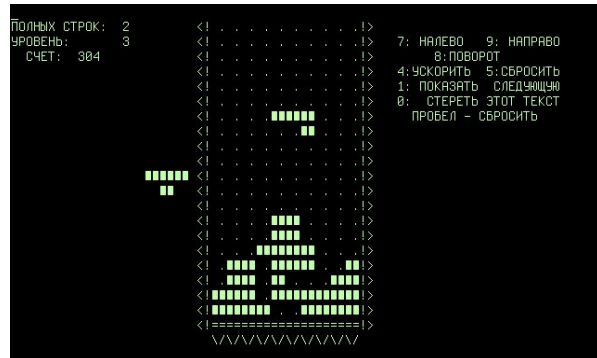 ПОЛНЫХ СТРОК: 2
УРОВЕНЬ: 3
СЧЕТ: 304
7: НАЛЕВО 9: НАПРАВО
8:ПОВОРОТ
4:УСКОРИТЬ 5:СБРОСИТЬ
1: ПОКАЗАТЬ СЛЕДУЮЩУЮ
0: СТЕРЕТЬ ЭТОТ ТЕКСТ
ПРОБЕЛ - СБРОСИТЬ